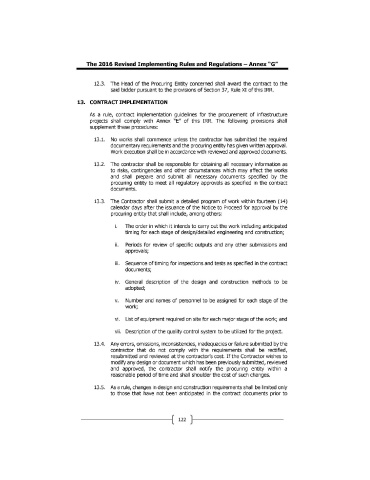 The 2016 Revised Implementing Rules and Regulations – Annex "G"
12.3. The Head of the Procuring Entity concerned shall award the contract to the
said bidder pursuant to the provisions of Section 37, Rule XI of this IRR.
13. CONTRACT IMPLEMENTATION
As a rule, contract implementation guidelines for the procurement of infrastructure
projects shall comply with Annex "E" of this IRR. The following provisions shall
supplement these procedures:
13.1. No works shall commence unless the contractor has submitted the required
documentary requirements and the procuring entity has given written approval.
Work execution shall be in accordance with reviewed and approved documents.
13.2. The contractor shall be responsible for obtaining all necessary information as
to risks, contingencies and other circumstances which may affect the works
and shall prepare and submit all necessary documents specified by the
procuring entity to meet all regulatory approvals as specified in the contract
documents.
13.3. The Contractor shall submit a detailed program of work within fourteen (14)
calendar days after the issuance of the Notice to Proceed for approval by the
procuring entity that shall include, among others:
i. The order in which it intends to carry out the work including anticipated
timing for each stage of design/detailed engineering and construction;
ii. Periods for review of specific outputs and any other submissions and
approvals;
iii. Sequence of timing for inspections and tests as specified in the contract
documents;
iv. General description of the design and construction methods to be
adopted;
v. Number and names of personnel to be assigned for each stage of the
work;
vi. List of equipment required on site for each major stage of the work; and
vii. Description of the quality control system to be utilized for the project.
13.4. Any errors, omissions, inconsistencies, inadequacies or failure submitted by the
contractor that do not comply with the requirements shall be rectified,
resubmitted and reviewed at the contractor's cost. If the Contractor wishes to
modify any design or document which has been previously submitted, reviewed
and approved, the contractor shall notify the procuring entity within a
reasonable period of time and shall shoulder the cost of such changes.
13.5. As a rule, changes in design and construction requirements shall be limited only
to those that have not been anticipated in the contract documents prior to
122